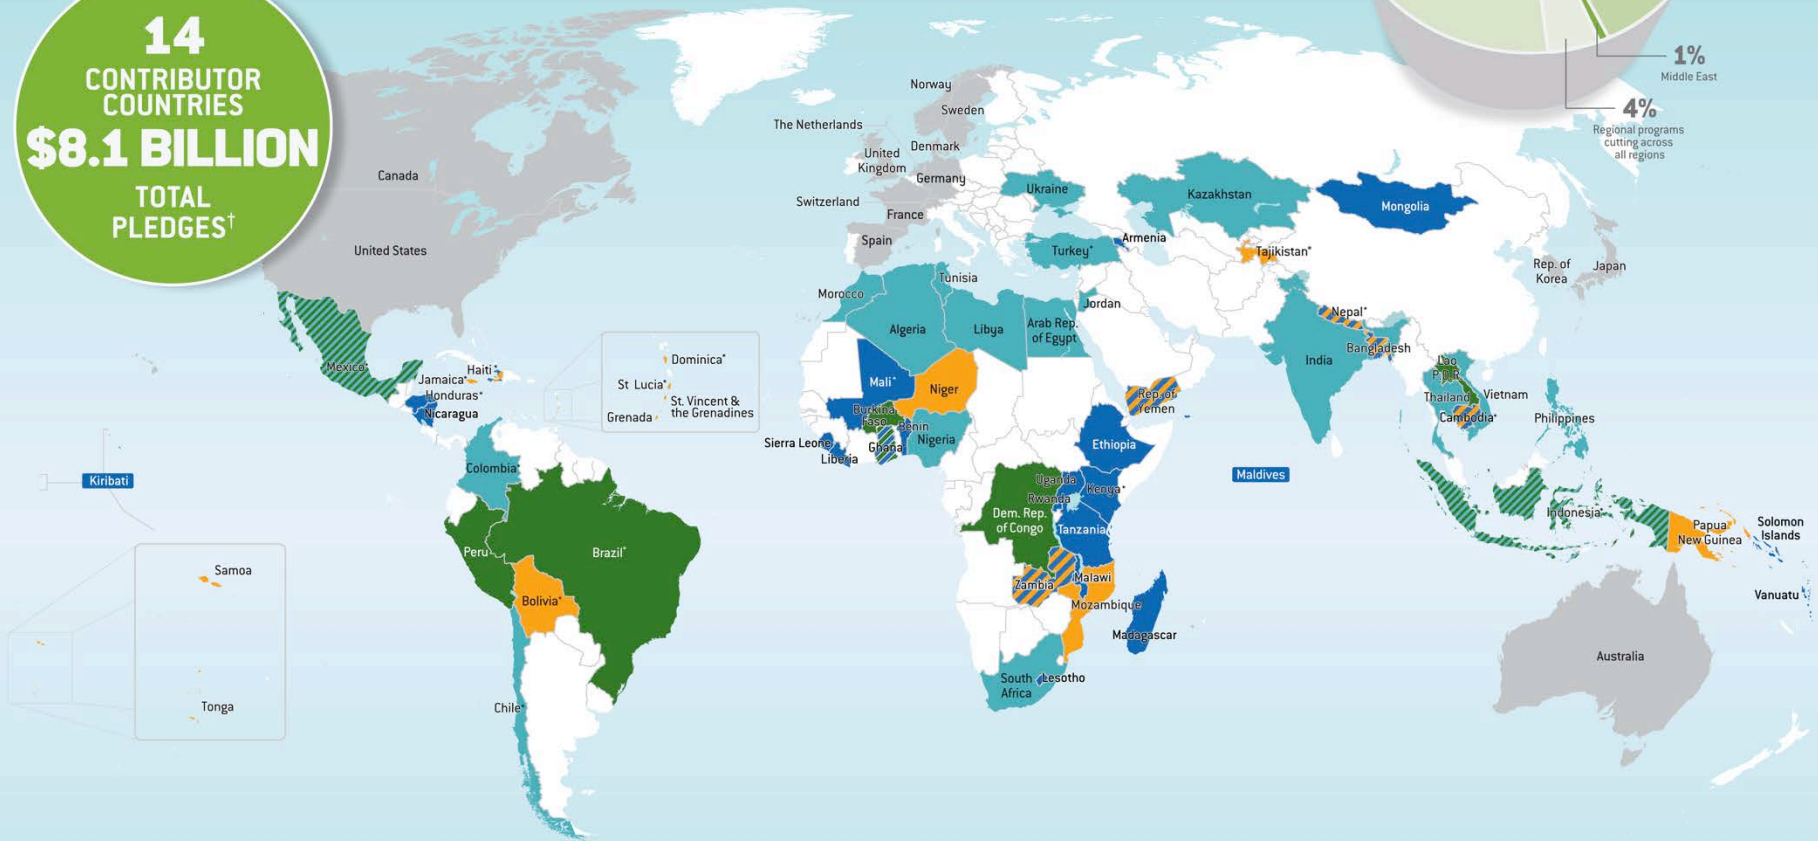 14
CONTRIBUTOR
COUNTRIES
$8.1 BILLION
TOTAL
PLEDGES†
1%
Middle East
4%
Regional programs
cutting across
all regions
Canada
United States
Norway
Sweden
The Netherlands
Denmark
United
Kingdom
Germany
Switzerland
France
Spain
Ukraine
Kazakhstan
Mongolia
Turkey*
Armenia
Tajikistan*
Rep. of
Korea
Japan
Morocco
Tunisia
Algeria
Libya
Arab Rep.
of Egypt
Jordan
Nepal*
Bangladesh
India
Lao
P.D.R.
Thailand
Vietnam
Cambodia*
Philippines
Mexico*
Jamaica*
Haiti*
Honduras*
Nicaragua
Dominica*
St Lucia*
St. Vincent &
the Grenadines
Grenada
Mali*
Niger
Burkina
Faso
Benin
Ghana
Nigeria
Sierra Leone
Liberia
Rep. of
Yemen
Ethiopia
Maldives
Colombia*
Kiribati
Uganda
Kenya*
Rwanda
Dem. Rep.
of Congo
Tanzania
Indonesia*
Papua
New Guinea
Solomon
Islands
Peru
Brazil*
Bolivia*
Samoa
Tonga
Chile*
Zambia
Malawi
Mozambique
Madagascar
South
Africa
Lesotho
Vanuatu
Australia